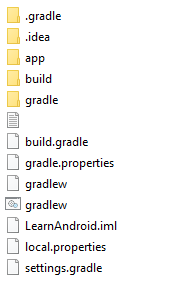 .gradle
.idea
app
build
gradle
build.gradle
gradle.properties
gradlew
gradlew
LearnAndroid.iml
local.properties
settings.gradle